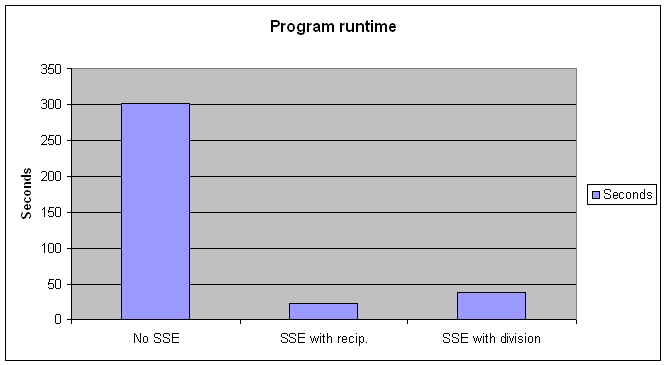 Program runtime
350
300
250
200
150
100
50
0
Seconds
No SSE
SSE with recip.
SSE with division
Seconds